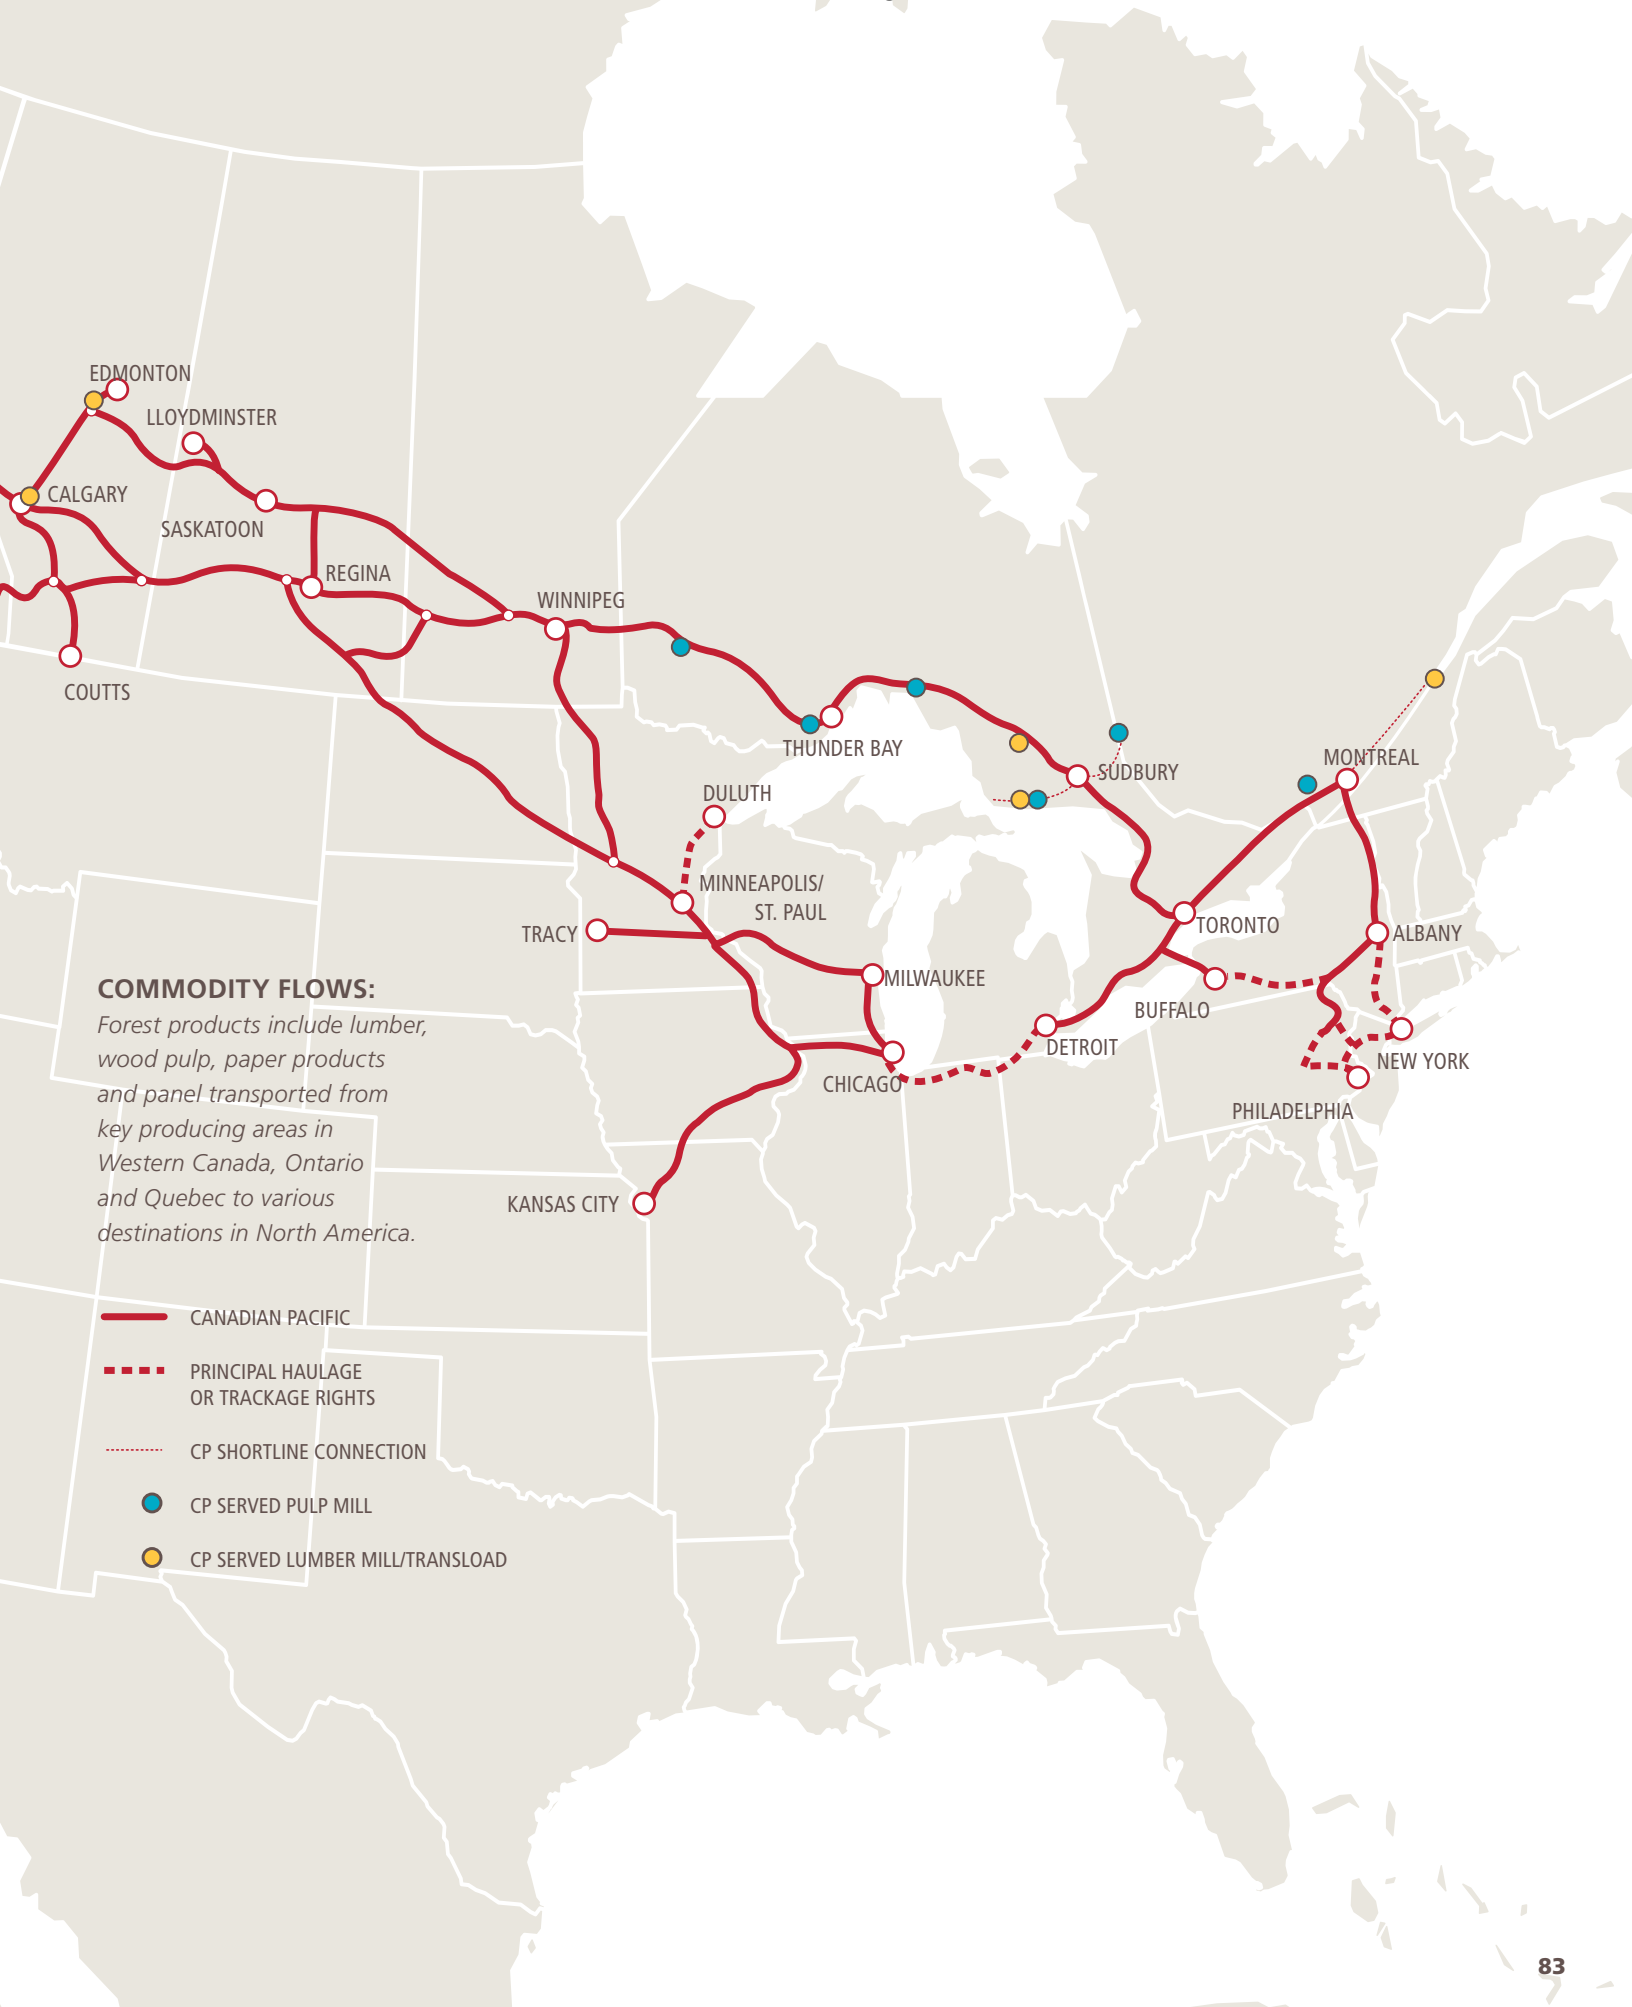 EDMONTON
LLOYDMINSTER
CALGARY
SASKATOON
REGINA
WINNIPEG
COUTTS
THUNDER BAY
SUDBURY
MONTREAL
DULUTH
MINNEAPOLIS/
ST. PAUL
TRACY
TORONTO
ALBANY
MILWAUKEE
BUFFALO
DETROIT
NEW YORK
CHICAGO
PHILADELPHIA
KANSAS CITY
COMMODITY FLOWS:
Forest products include lumber,
wood pulp, paper products
and panel transported from
key producing areas in
Western Canada, Ontario
and Quebec to various
destinations in North America.
CANADIAN PACIFIC
PRINCIPAL HAULAGE
OR TRACKAGE RIGHTS
CP SHORTLINE CONNECTION
CP SERVED PULP MILL
CP SERVED LUMBER MILL/TRANSLOAD
83